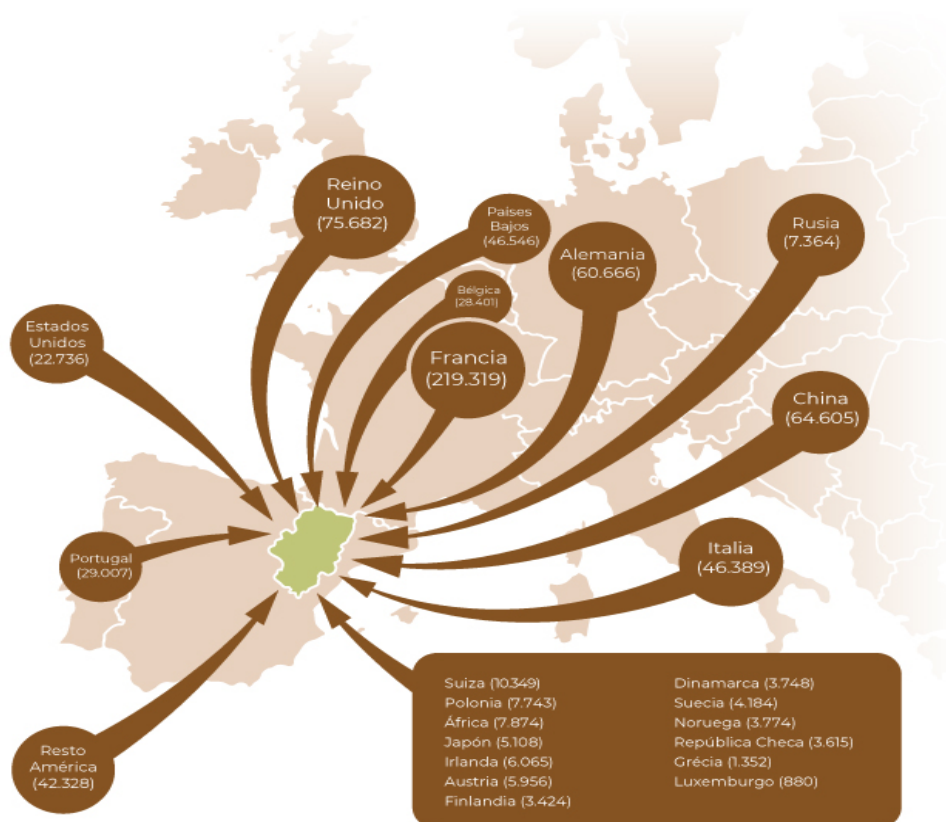 Reino
Unido
(75.682)
Países
Bajos
(46.546)
Rusia
(7.364)
Alemania
(60.666)
Bélgica
(28.401)
Estados
Unidos
(22.736)
Francia
(219.319)
China
(64.605)
Portugal
(29.007)
Italia
(46.389)
Resto
América
(42.328)
Suiza (10.349)
Polonia (7.743)
África (7.874)
Japón (5.108)
Irlanda (6.065)
Austria (5.956)
Finlandia (3.424)
Dinamarca (3.748)
Suecia (4.184)
Noruega (3.774)
República Checa (3.615)
Grécia (1.352)
Luxemburgo (880)